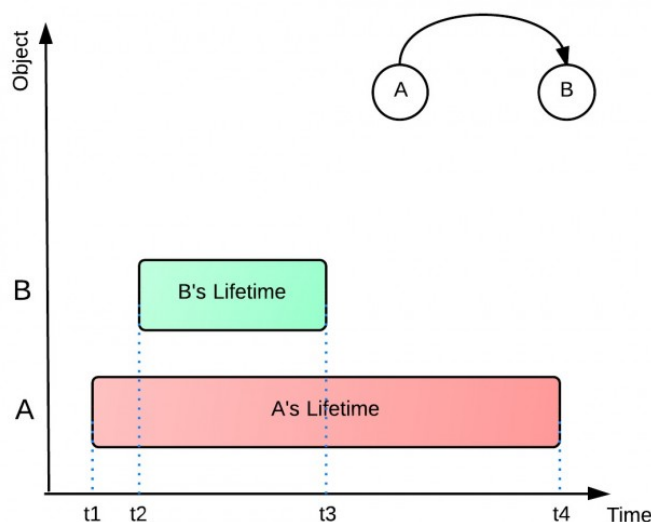 Object
A
B
B
B's Lifetime
A
A's Lifetime
t1 t2 t3 t4 Time